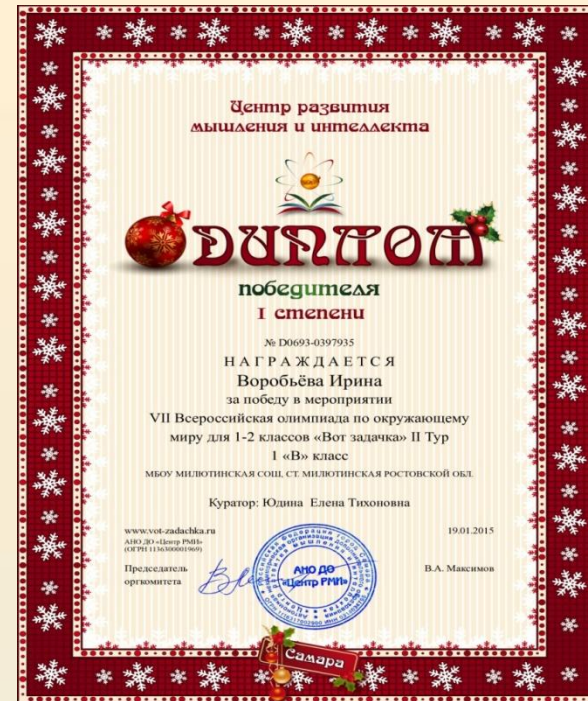 Центр развития
мышления и интеллекта
ДИПЛОМ
победителя
I степени
№ D0693-0397935
НАГРАЖДАЕТСЯ
Воробьёва Ирина
за победу в мероприятии
VII Всероссийская олимпиада по окружающему
миру для 1-2 классов «Вот задачка» II Тур
1 «В» класс
МБОУ МИЛЮТИНСКАЯ СОШ, СТ. МИЛЮТИНСКАЯ РОСТОВСКОЙ ОБЛ.
Куратор: Юдина Елена Тихоновна
www.vot-zadachka.ru 19.01.2015
АНО ДО «Центр РМИ»
(ОГРН 1136300001969)
Председатель
оргкомитета
В.А. Максимов
АНО ДО
«Центр РМИ»
Самара